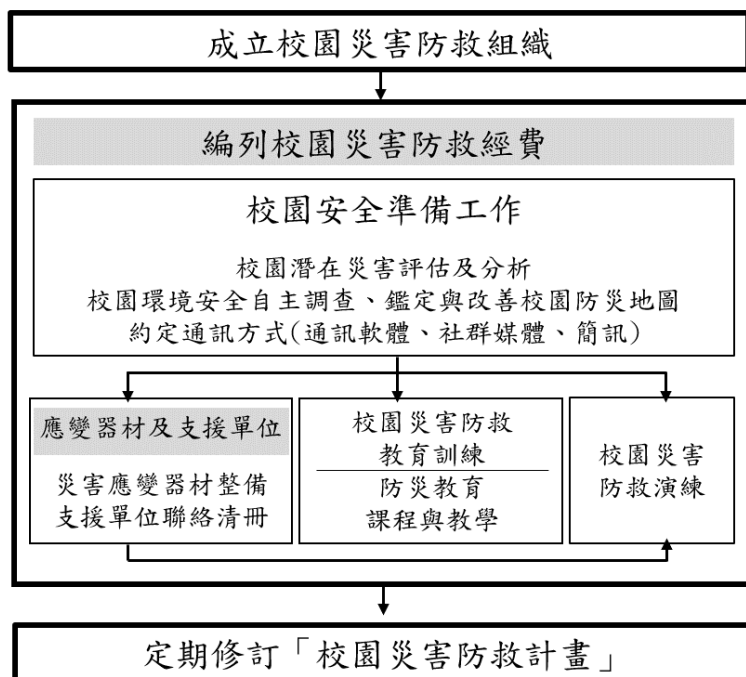 成立校園災害防救組織
編列校園災害防救經費
校園安全準備工作
校園潛在災害評估及分析
校園環境安全自主調查、鑑定與改善校園防災地圖
約定通訊方式(通訊軟體、社群媒體、簡訊)
應變器材及支援單位
災害應變器材整備
支援單位聯絡清冊
校園災害防救
教育訓練
防災教育
課程與教學
校園災害
防救演練
定期修訂「校園災害防救計畫」